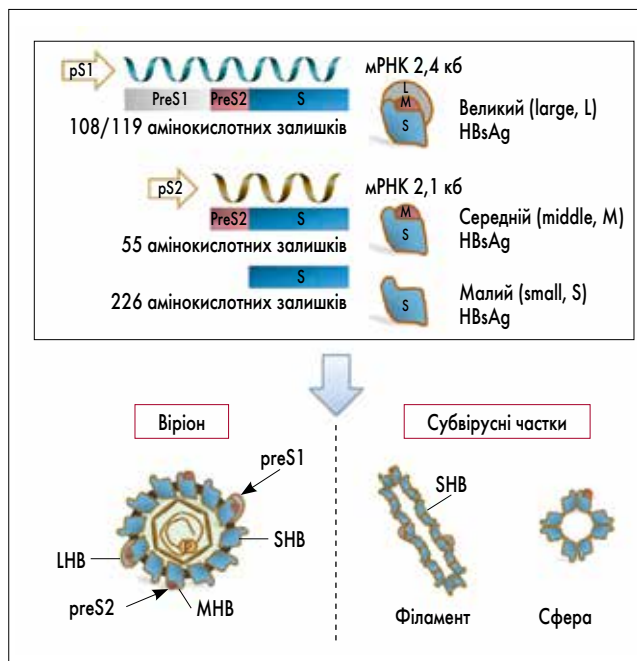 pS1
мРНК 2,4 кб
PreS1 PreS2 S
L
M
S
Великий (large, L)
HBsAg
108/119 амінокислотних залишків
pS2
мРНК 2,1 кб
PreS2 S
M
S
Середній (middle, M)
HBsAg
55 амінокислотних залишків
S
226 амінокислотних залишків
S
Малий (small, S)
HBsAg
Віріон
Субвірусні частки
preS1
SHB
LHB
preS2
MHB
SHB
Філамент
Сфера